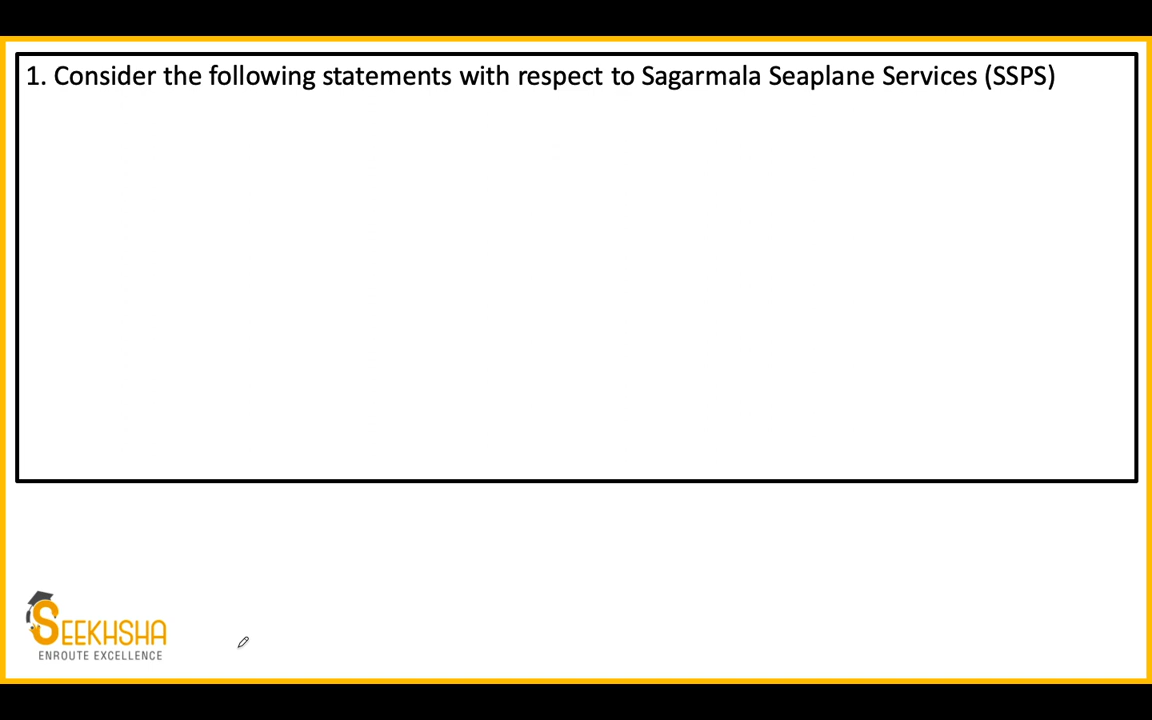 1. Consider the following statements with respect to Sagarmala Seaplane Services (SSPS)
SEEKHSHA
ENROUTE EXCELLENCE